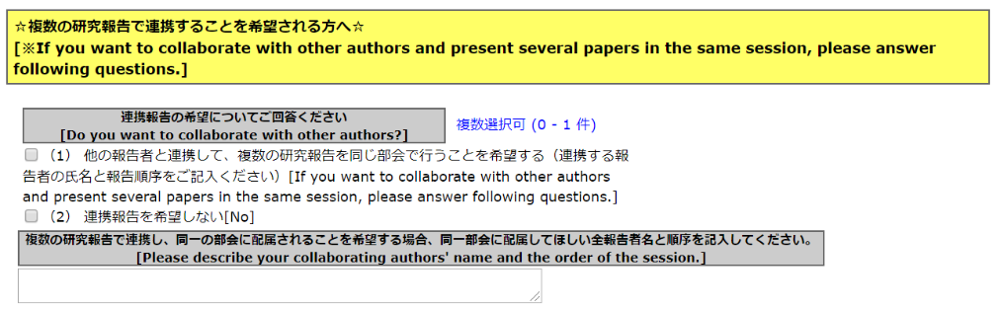 ☆複数の研究報告で連携することを希望される方へ☆
[※If you want to collaborate with other authors and present several papers in the same session, please answer
following questions.]
連携報告の希望についてご回答ください
[Do you want to collaborate with other authors?]
複数選択可 (0 - 1 件)
（1） 他の報告者と連携して、複数の研究報告を同じ部会で行うことを希望する（連携する報
告者の氏名と報告順序をご記入ください）[If you want to collaborate with other authors
and present several papers in the same session, please answer following questions.]
（2） 連携報告を希望しない[No]
複数の研究報告で連携し、同一の部会に配属されることを希望する場合、同一部会に配属してほしい全報告者名と順序を記入してください。
[Please describe your collaborating authors' name and the order of the session.]